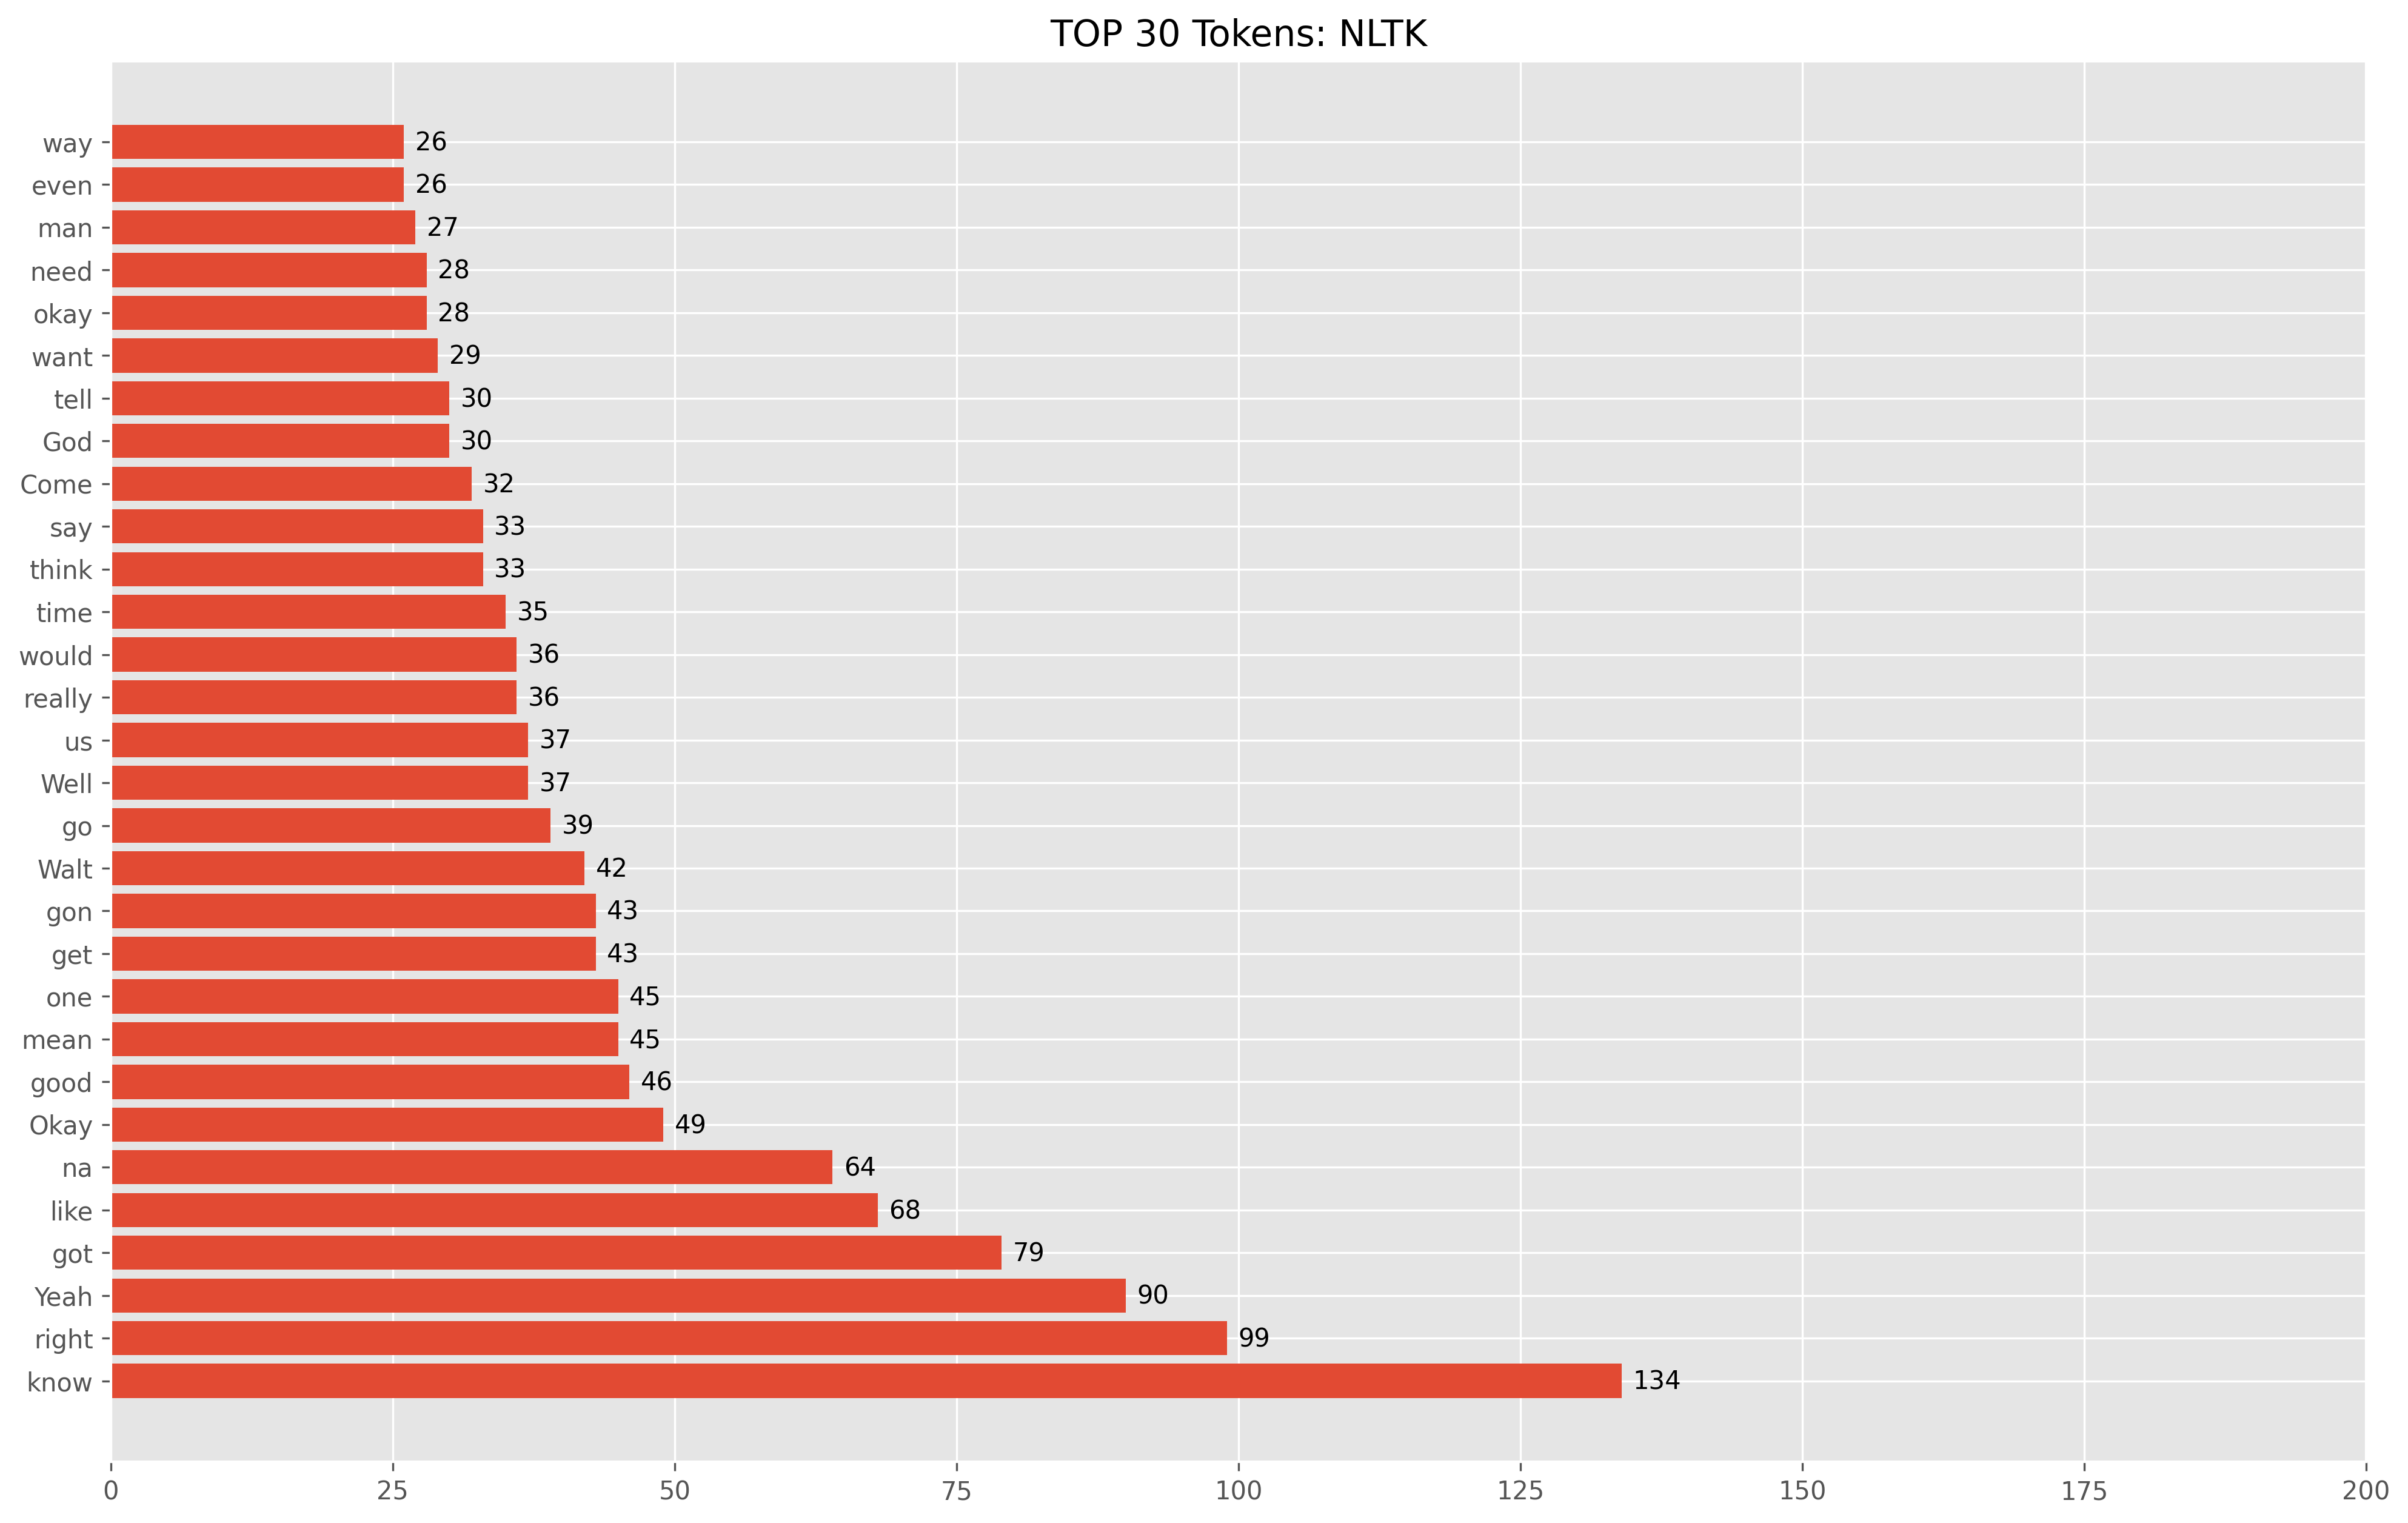 TOP 30 Tokens: NLTK
way 26
even 26
man 27
need 28
okay 28
want 29
tell 30
God 30
Come 32
say 33
think 33
time 35
would 36
really 36
us 37
Well 37
go 39
Walt 42
gon 43
get 43
one 45
mean 45
good 46
Okay 49
na 64
like 68
got 79
Yeah 90
right 99
know 134
0 25 50 75 100 125 150 175 200